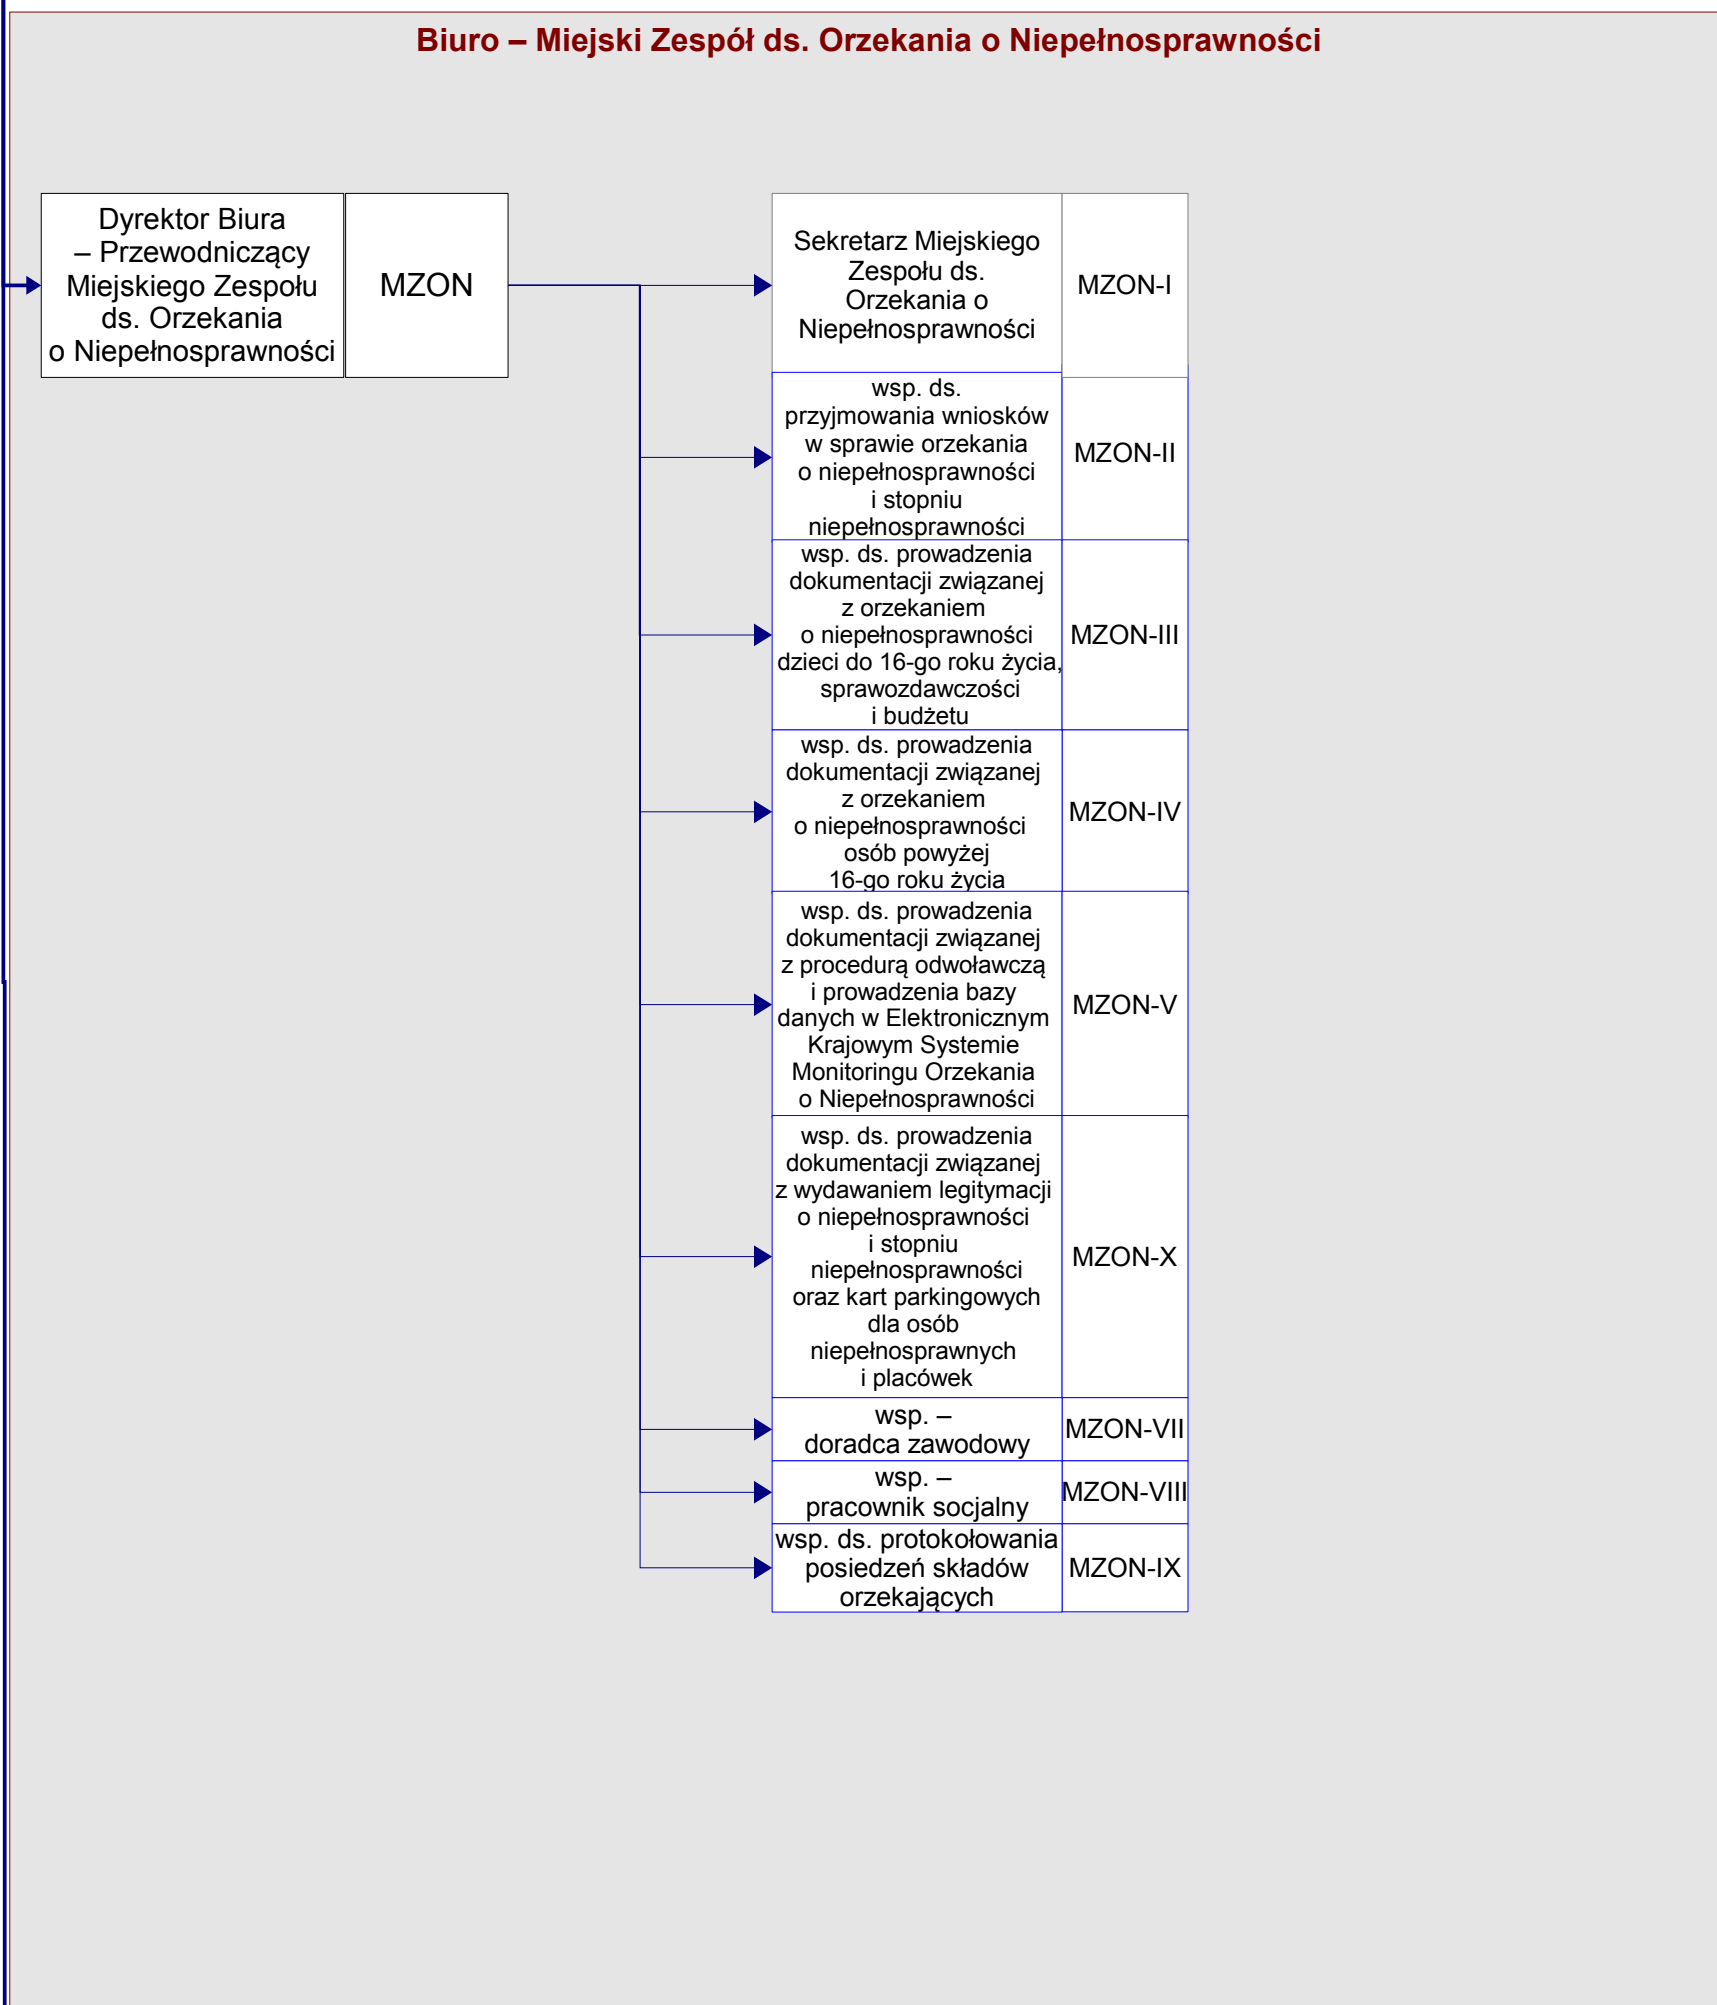 Biuro – Miejski Zespół ds. Orzekania o Niepełnosprawności
Dyrektor Biura
– Przewodniczący
Miejskiego Zespołu
ds. Orzekania
o Niepełnosprawności
MZON
Sekretarz Miejskiego
Zespołu ds.
Orzekania o
Niepełnosprawności
MZON-I
wsp. ds.
przyjmowania wniosków
w sprawie orzekania
o niepełnosprawności
i stopniu
niepełnosprawności
MZON-II
wsp. ds. prowadzenia
dokumentacji związanej
z orzekaniem
o niepełnosprawności
dzieci do 16-go roku życia,
sprawozdawczości
i budżetu
MZON-III
wsp. ds. prowadzenia
dokumentacji związanej
z orzekaniem
o niepełnosprawności
osób powyżej
16-go roku życia
MZON-IV
wsp. ds. prowadzenia
dokumentacji związanej
z procedurą odwoławczą
i prowadzenia bazy
danych w Elektronicznym
Krajowym Systemie
Monitoringu Orzekania
o Niepełnosprawności
MZON-V
wsp. ds. prowadzenia
dokumentacji związanej
z wydawaniem legitymacji
o niepełnosprawności
i stopniu
niepełnosprawności
oraz kart parkingowych
dla osób
niepełnosprawnych
i placówek
MZON-X
wsp. –
doradca zawodowy
MZON-VII
wsp. –
pracownik socjalny
MZON-VIII
wsp. ds. protokołowania
posiedzeń składów
orzekających
MZON-IX